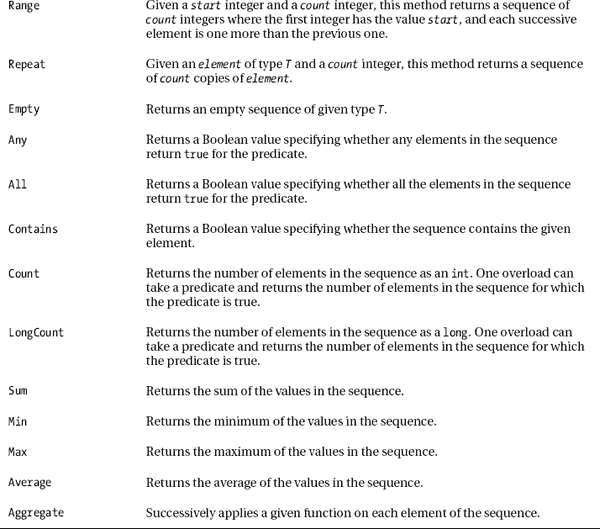 Range Given a start integer and a count integer, this method returns a sequence of
count integers where the first integer has the value start, and each successive
element is one more than the previous one.
Repeat Given an element of type T and a count integer, this method returns a sequence
of count copies of element.
Empty Returns an empty sequence of given type T.
Any Returns a Boolean value specifying whether any elements in the sequence
return true for the predicate.
All Returns a Boolean value specifying whether all the elements in the sequence
return true for the predicate.
Contains Returns a Boolean value specifying whether the sequence contains the given
element.
Count Returns the number of elements in the sequence as an int. One overload can
take a predicate and returns the number of elements in the sequence for which
the predicate is true.
LongCount Returns the number of elements in the sequence as a long. One overload can
take a predicate and returns the number of elements in the sequence for which
the predicate is true.
Sum Returns the sum of the values in the sequence.
Min Returns the minimum of the values in the sequence.
Max Returns the maximum of the values in the sequence.
Average Returns the average of the values in the sequence.
Aggregate Successively applies a given function on each element of the sequence.